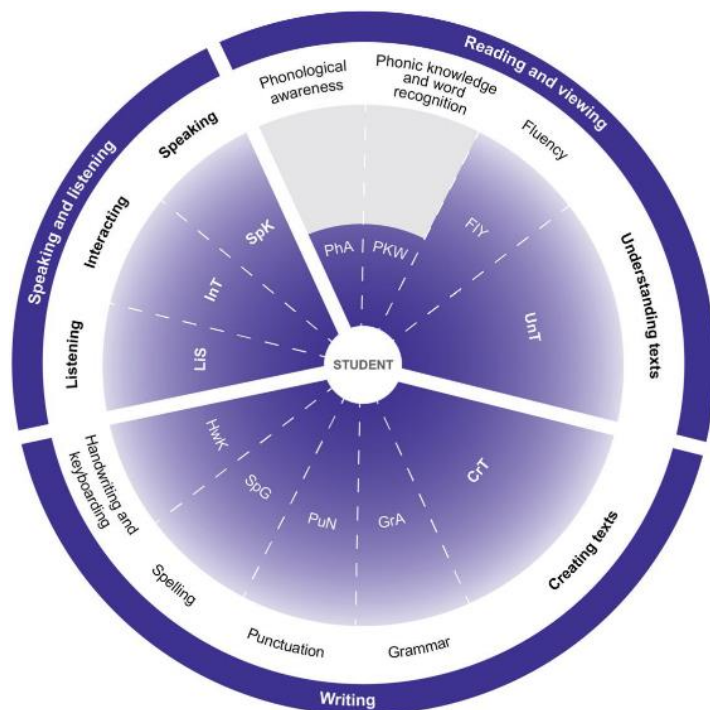 Reading and viewing
Phonological
awareness
Phonic knowledge
and word
recognition
Fluency
Understanding texts
Speaking and listening
Speaking
Interacting
Listening
PhA
PKW
FlY
UnT
SpK
InT
LiS
STUDENT
HwK
SpG
PuN
GrA
CrT
Handwriting and
keyboarding
Spelling
Punctuation
Grammar
Creating texts
Writing